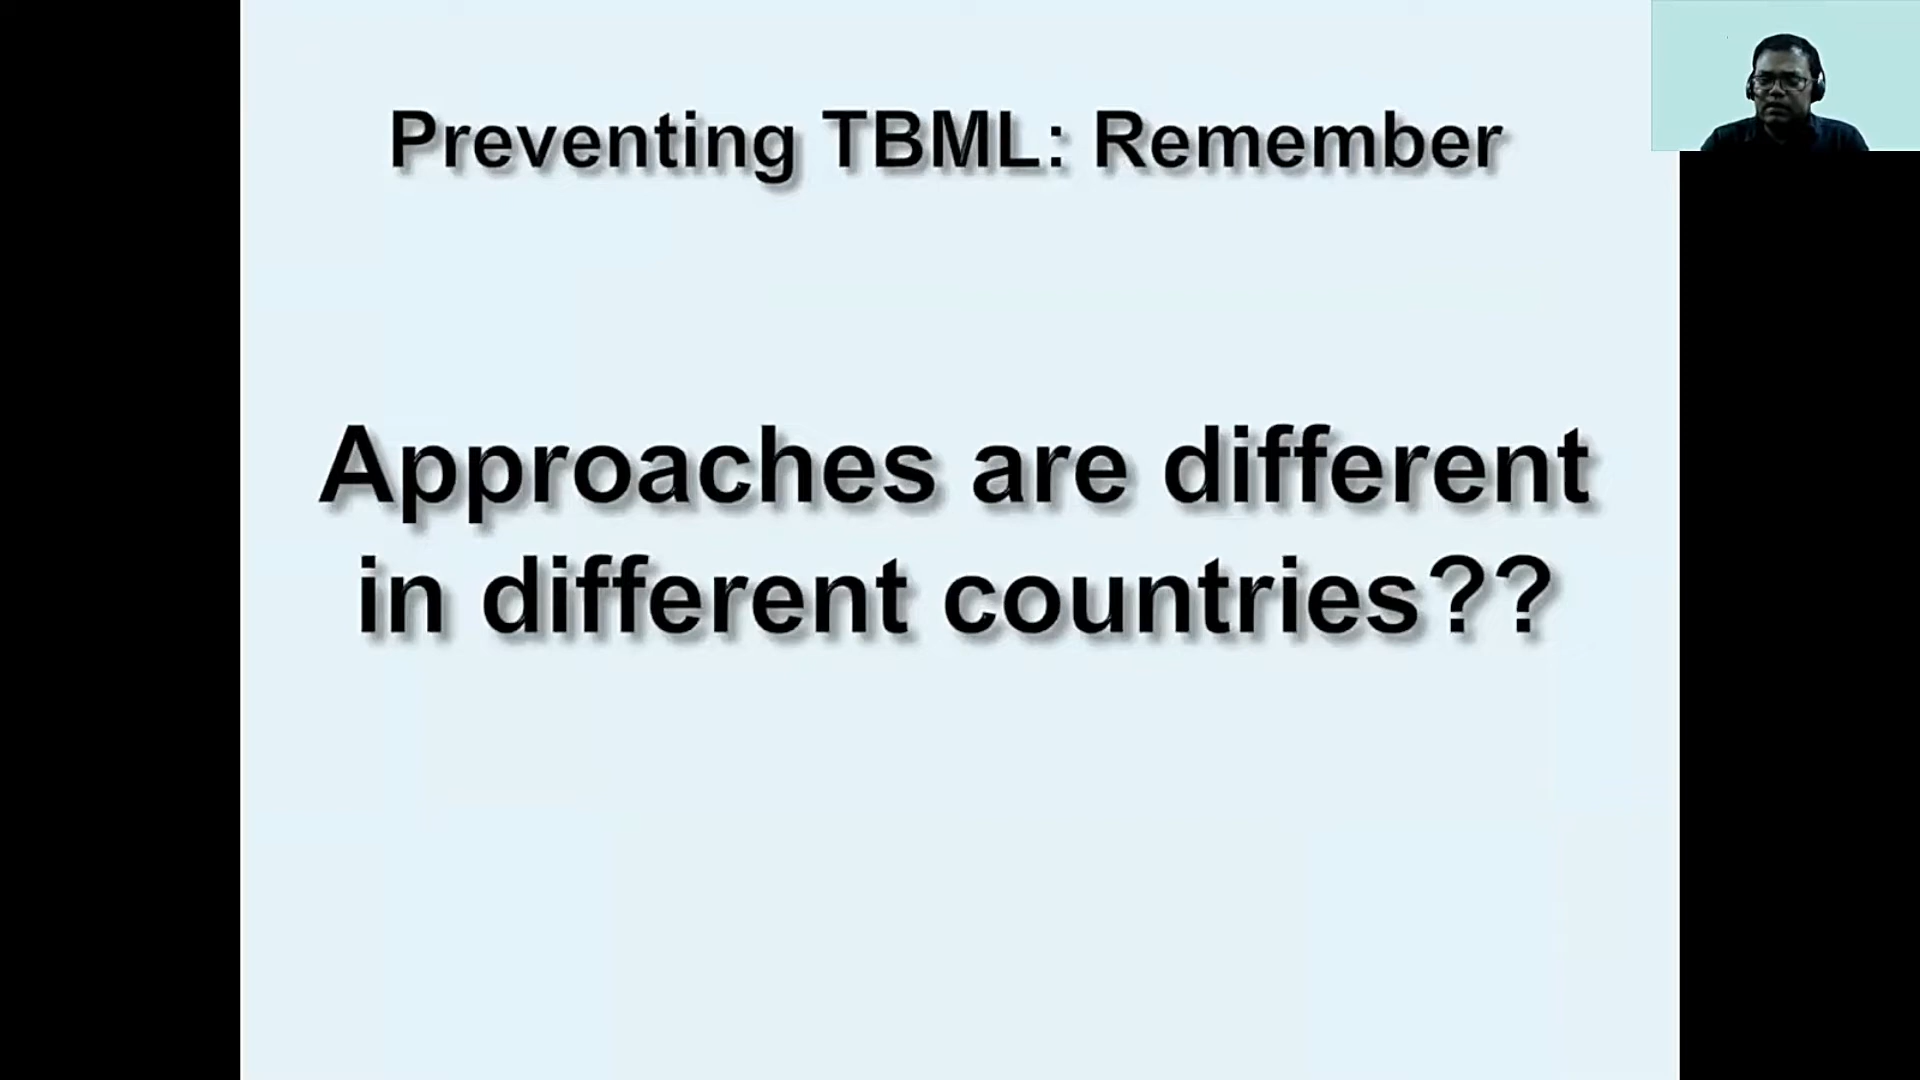 Preventing TBML: Remember
Approaches are different
in different countries??